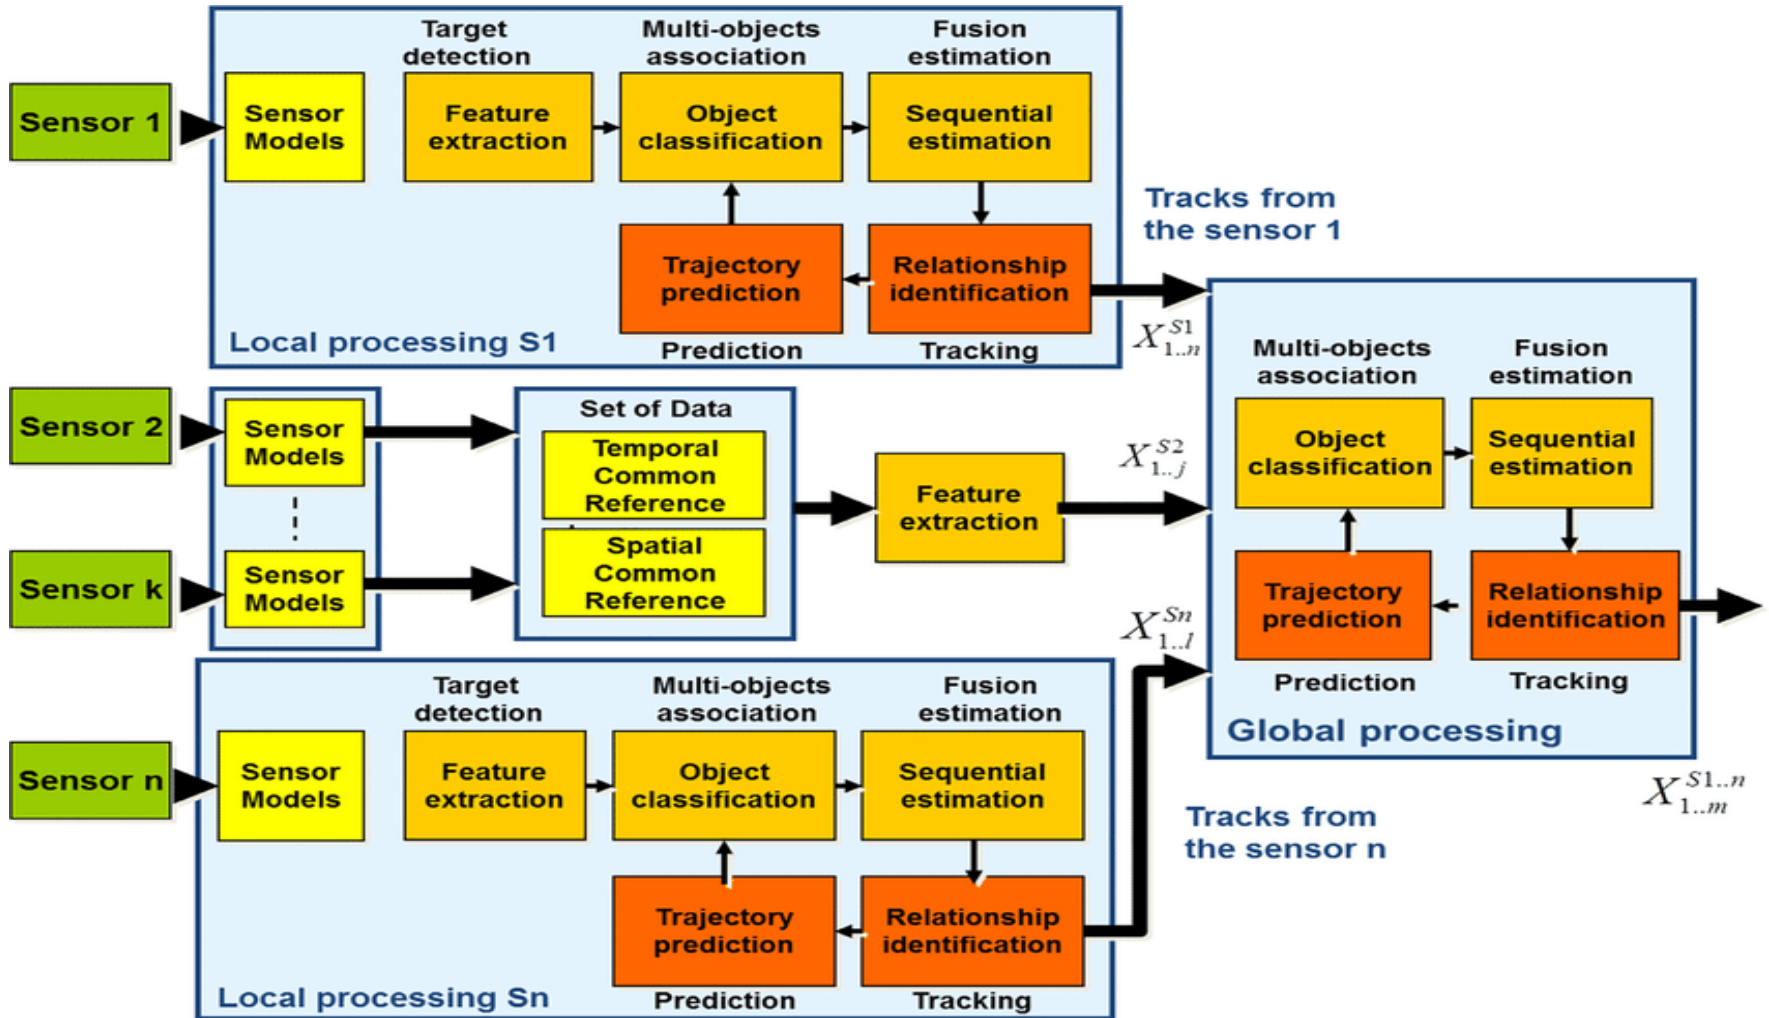 Target
detection
Multi-objects
association
Fusion
estimation
Sensor 1
Sensor
Models
Feature
extraction
Object
classification
Sequential
estimation
Trajectory
prediction
Relationship
identification
Local processing S1
Prediction
Tracking
Tracks from
the sensor 1
X_{1..n}^{S1}
Sensor 2
Sensor
Models
Sensor k
Sensor
Models
Set of Data
Temporal
Common
Reference
Spatial
Common
Reference
Feature
extraction
X_{1..j}^{S2}
X_{1..l}^{Sn}
Multi-objects
association
Fusion
estimation
Object
classification
Sequential
estimation
Trajectory
prediction
Relationship
identification
Prediction
Tracking
Global processing
X_{1..m}^{S1..n}
Target
detection
Multi-objects
association
Fusion
estimation
Sensor n
Sensor
Models
Feature
extraction
Object
classification
Sequential
estimation
Trajectory
prediction
Relationship
identification
Local processing Sn
Prediction
Tracking
Tracks from
the sensor n